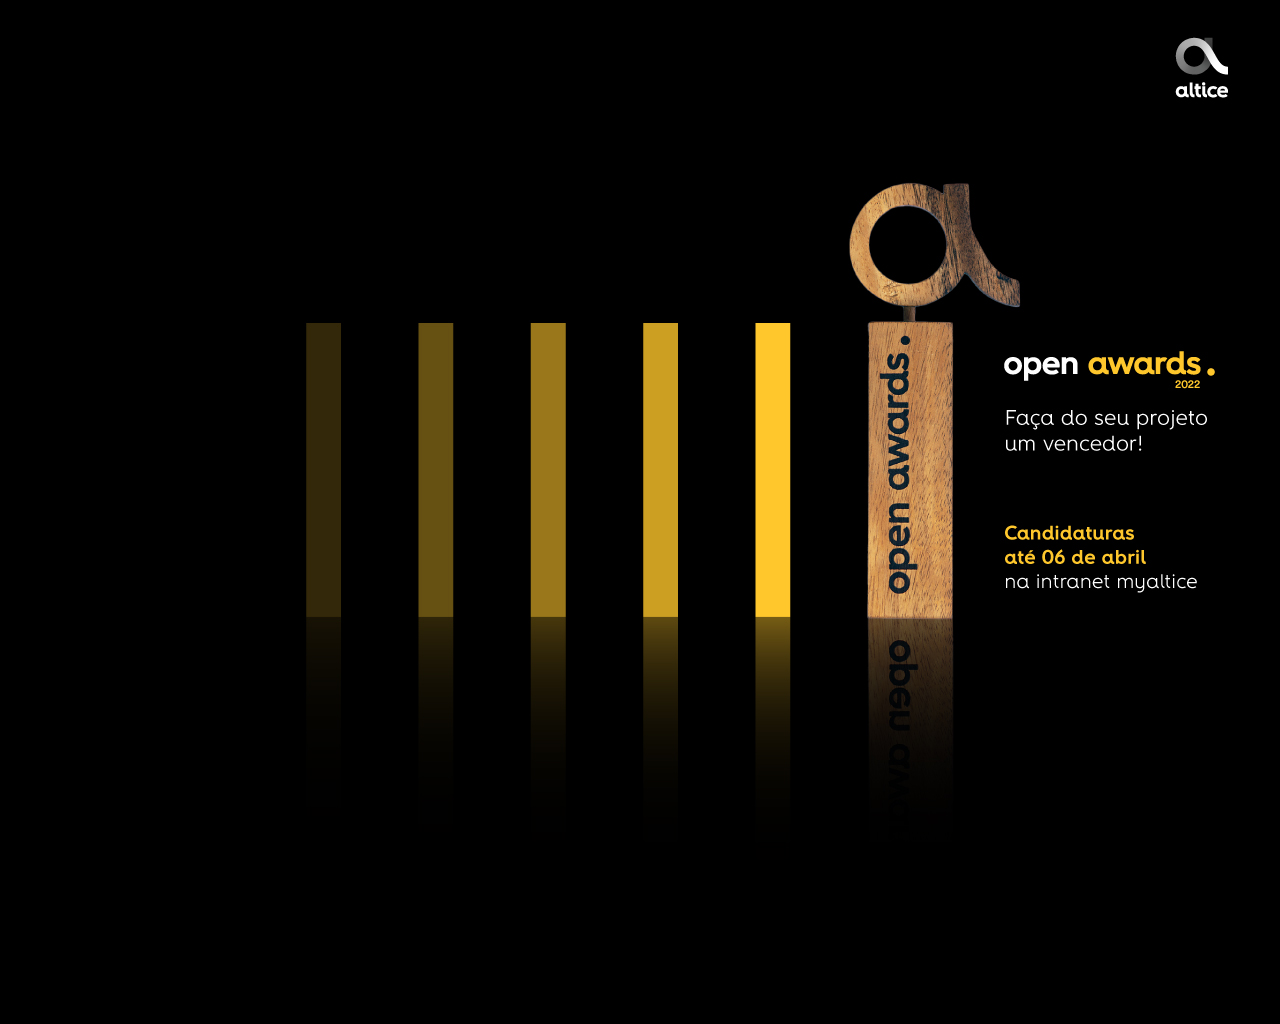 altice
open awards.
open awards.
2022
Faça do seu projeto
um vencedor!
Candidaturas
até 06 de abril
na intranet myaltice